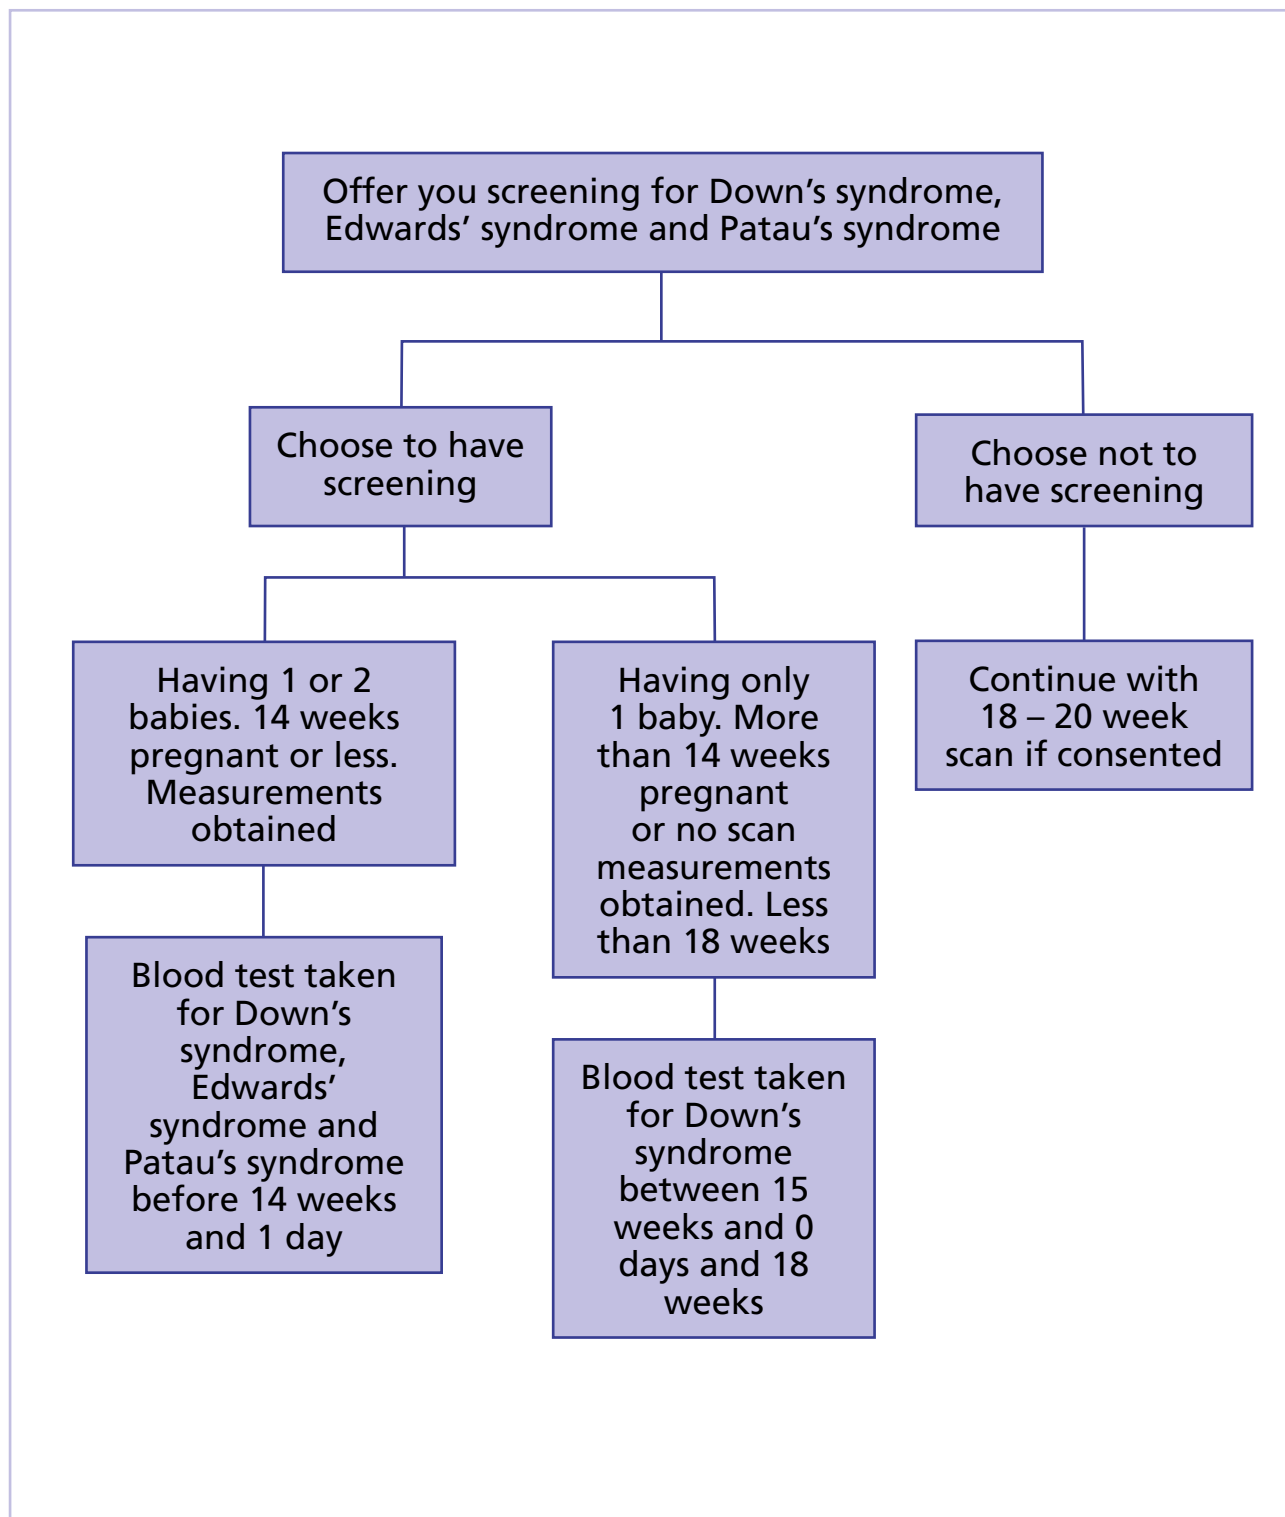 Offer you screening for Down’s syndrome,
Edwards’ syndrome and Patau’s syndrome
Choose to have
screening
Choose not to
have screening
Having 1 or 2
babies. 14 weeks
pregnant or less.
Measurements
obtained
Having only
1 baby. More
than 14 weeks
pregnant
or no scan
measurements
obtained. Less
than 18 weeks
Continue with
18 – 20 week
scan if consented
Blood test taken
for Down’s
syndrome,
Edwards’
syndrome and
Patau’s syndrome
before 14 weeks
and 1 day
Blood test taken
for Down’s
syndrome
between 15
weeks and 0
days and 18
weeks